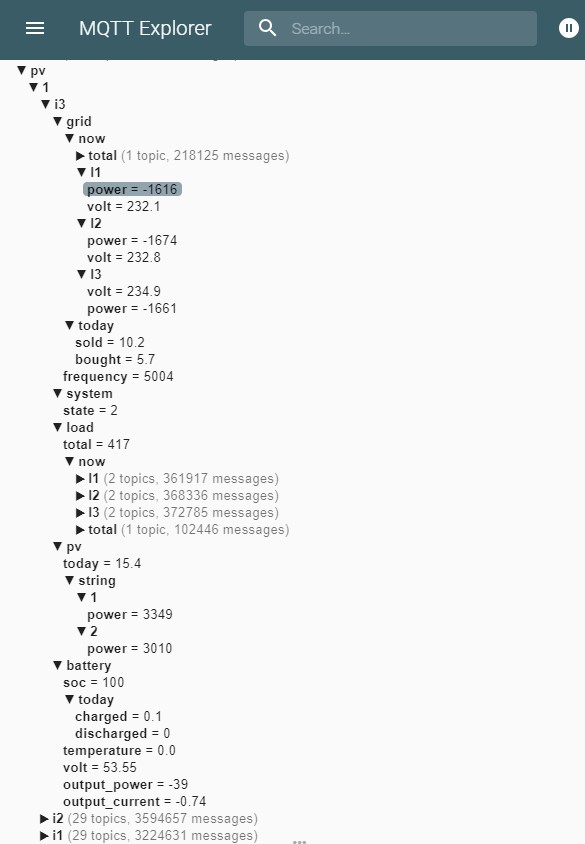 MQTT Explorer Search...
▼ pv
▼ 1
▼ i3
▼ grid
▼ now
▶ total (1 topic, 218125 messages)
▼ l1
power = -1616
volt = 232.1
▼ l2
power = -1674
volt = 232.8
▼ l3
volt = 234.9
power = -1661
▼ today
sold = 10.2
bought = 5.7
frequency = 5004
▼ system
state = 2
▼ load
total = 417
▼ now
▶ l1 (2 topics, 361917 messages)
▶ l2 (2 topics, 368336 messages)
▶ l3 (2 topics, 372785 messages)
▶ total (1 topic, 102446 messages)
▼ pv
today = 15.4
▼ string
▼ 1
power = 3349
▼ 2
power = 3010
▼ battery
soc = 100
▼ today
charged = 0.1
discharged = 0
temperature = 0.0
volt = 53.55
output_power = -39
output_current = -0.74
▶ i2 (29 topics, 3594657 messages)
▶ i1 (29 topics, 3224631 messages)